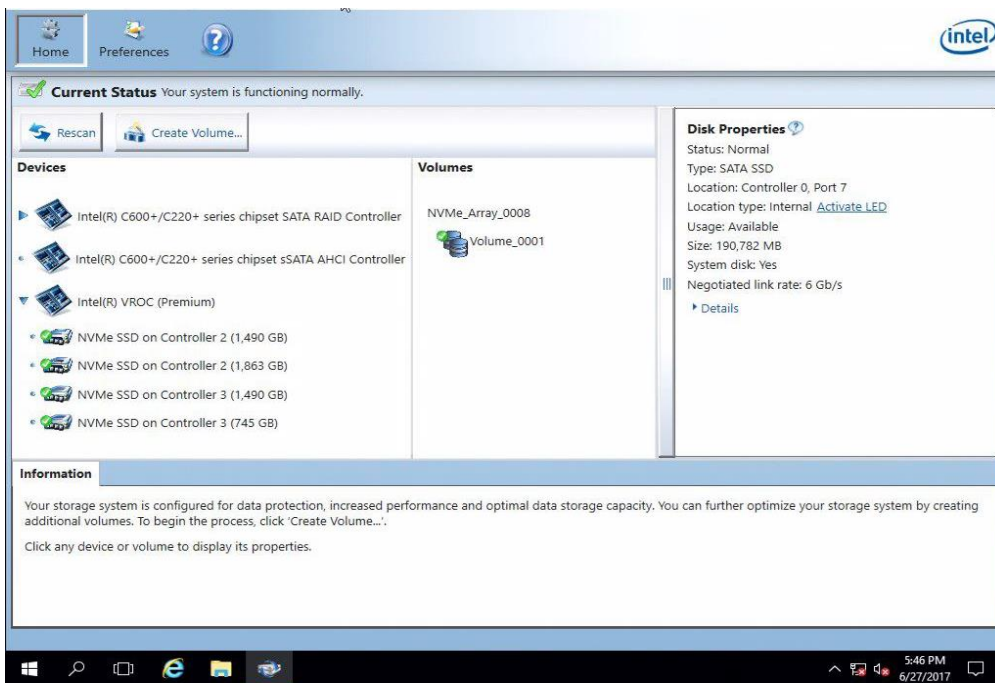 Home
Preferences
?
intel
Current Status Your system is functioning normally.
Rescan
Create Volume...
Devices
Intel(R) C600+/C220+ series chipset SATA RAID Controller
Intel(R) C600+/C220+ series chipset sSATA AHCI Controller
Intel(R) VROC (Premium)
NVMe SSD on Controller 2 (1,490 GB)
NVMe SSD on Controller 2 (1,863 GB)
NVMe SSD on Controller 3 (1,490 GB)
NVMe SSD on Controller 3 (745 GB)
Volumes
NVMe_Array_0008
Volume_0001
Disk Properties ?
Status: Normal
Type: SATA SSD
Location: Controller 0, Port 7
Location type: Internal Activate LED
Usage: Available
Size: 190,782 MB
System disk: Yes
Negotiated link rate: 6 Gb/s
Details
Information
Your storage system is configured for data protection, increased performance and optimal data storage capacity. You can further optimize your storage system by creating
additional volumes. To begin the process, click 'Create Volume...'.
Click any device or volume to display its properties.
5:46 PM
6/27/2017